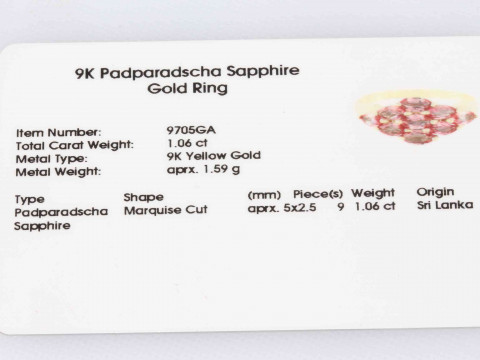 9K Padparadscha Sapphire
Gold Ring
Item Number: 9705GA
Total Carat Weight: 1.06 ct
Metal Type: 9K Yellow Gold
Metal Weight: aprx. 1.59 g
Type Shape (mm) Piece(s) Weight Origin
Padparadscha Marquise Cut aprx. 5x2.5 9 1.06 ct Sri Lanka
Sapphire